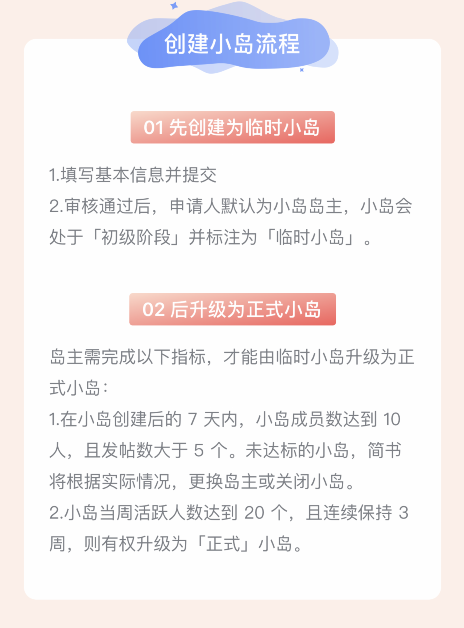 创建小岛流程
01 先创建为临时小岛
1.填写基本信息并提交
2.审核通过后，申请人默认为小岛岛主，小岛会
处于「初级阶段」并标注为「临时小岛」。
02 后升级为正式小岛
岛主需完成以下指标，才能由临时小岛升级为正
式小岛：
1.在小岛创建后的 7 天内，小岛成员数达到 10
人，且发帖数大于 5 个。未达标的小岛，简书
将根据实际情况，更换岛主或关闭小岛。
2.小岛当周活跃人数达到 20 个，且连续保持 3
周，则有权升级为「正式」小岛。